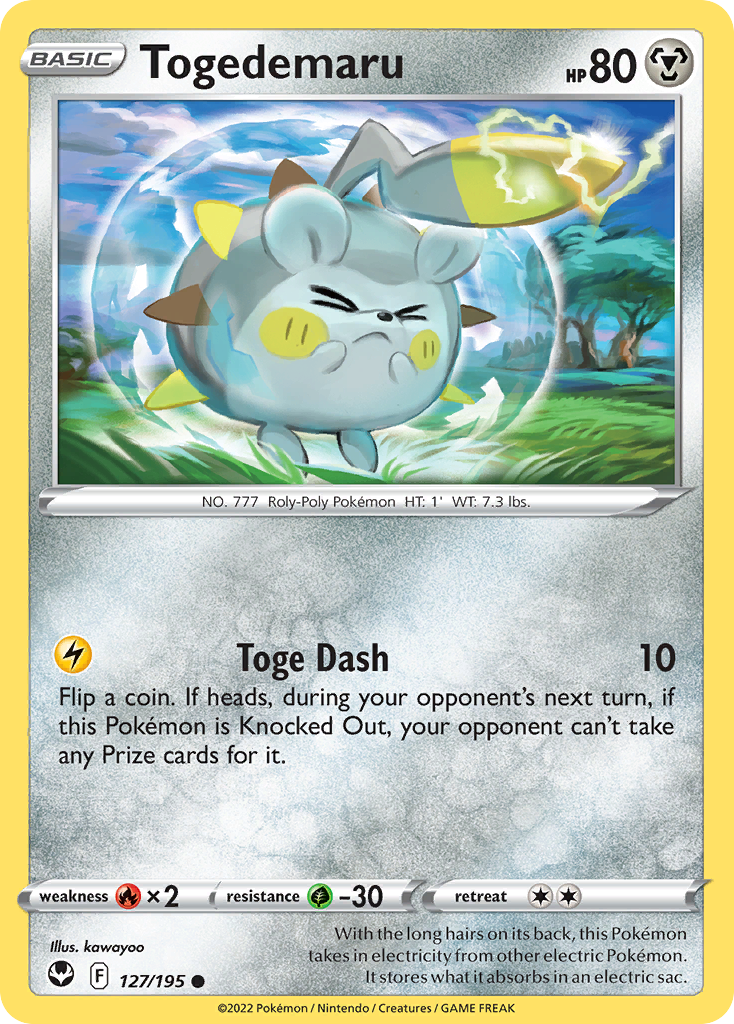 BASIC Togedemaru HP 80
NO. 777 Roly-Poly Pokémon HT: 1' WT: 7.3 lbs.
Toge Dash 10
Flip a coin. If heads, during your opponent's next turn, if
this Pokémon is Knocked Out, your opponent can't take
any Prize cards for it.
weakness ×2 resistance -30 retreat
Illus. kawayoo
With the long hairs on its back, this Pokémon
takes in electricity from other electric Pokémon.
It stores what it absorbs in an electric sac.
F 127/195
©2022 Pokémon / Nintendo / Creatures / GAME FREAK